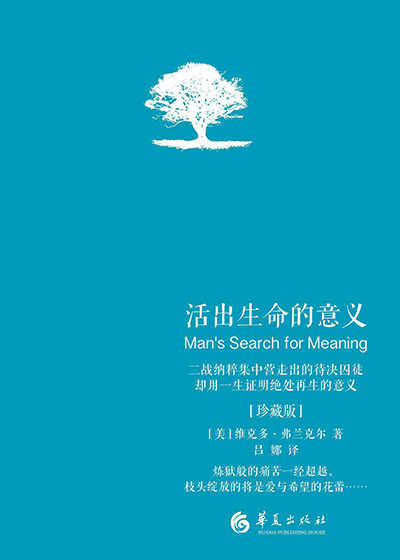 活出生命的意义
Man's Search for Meaning
二战纳粹集中营走出的待决囚徒
却用一生证明绝处再生的意义
[珍藏版]
[美]维克多·弗兰克尔 著
吕 娜 译
炼狱般的痛苦一经超越，
枝头绽放的将是爱与希望的花蕾……
华夏出版社
HUAXIA PUBLISHING HOUSE